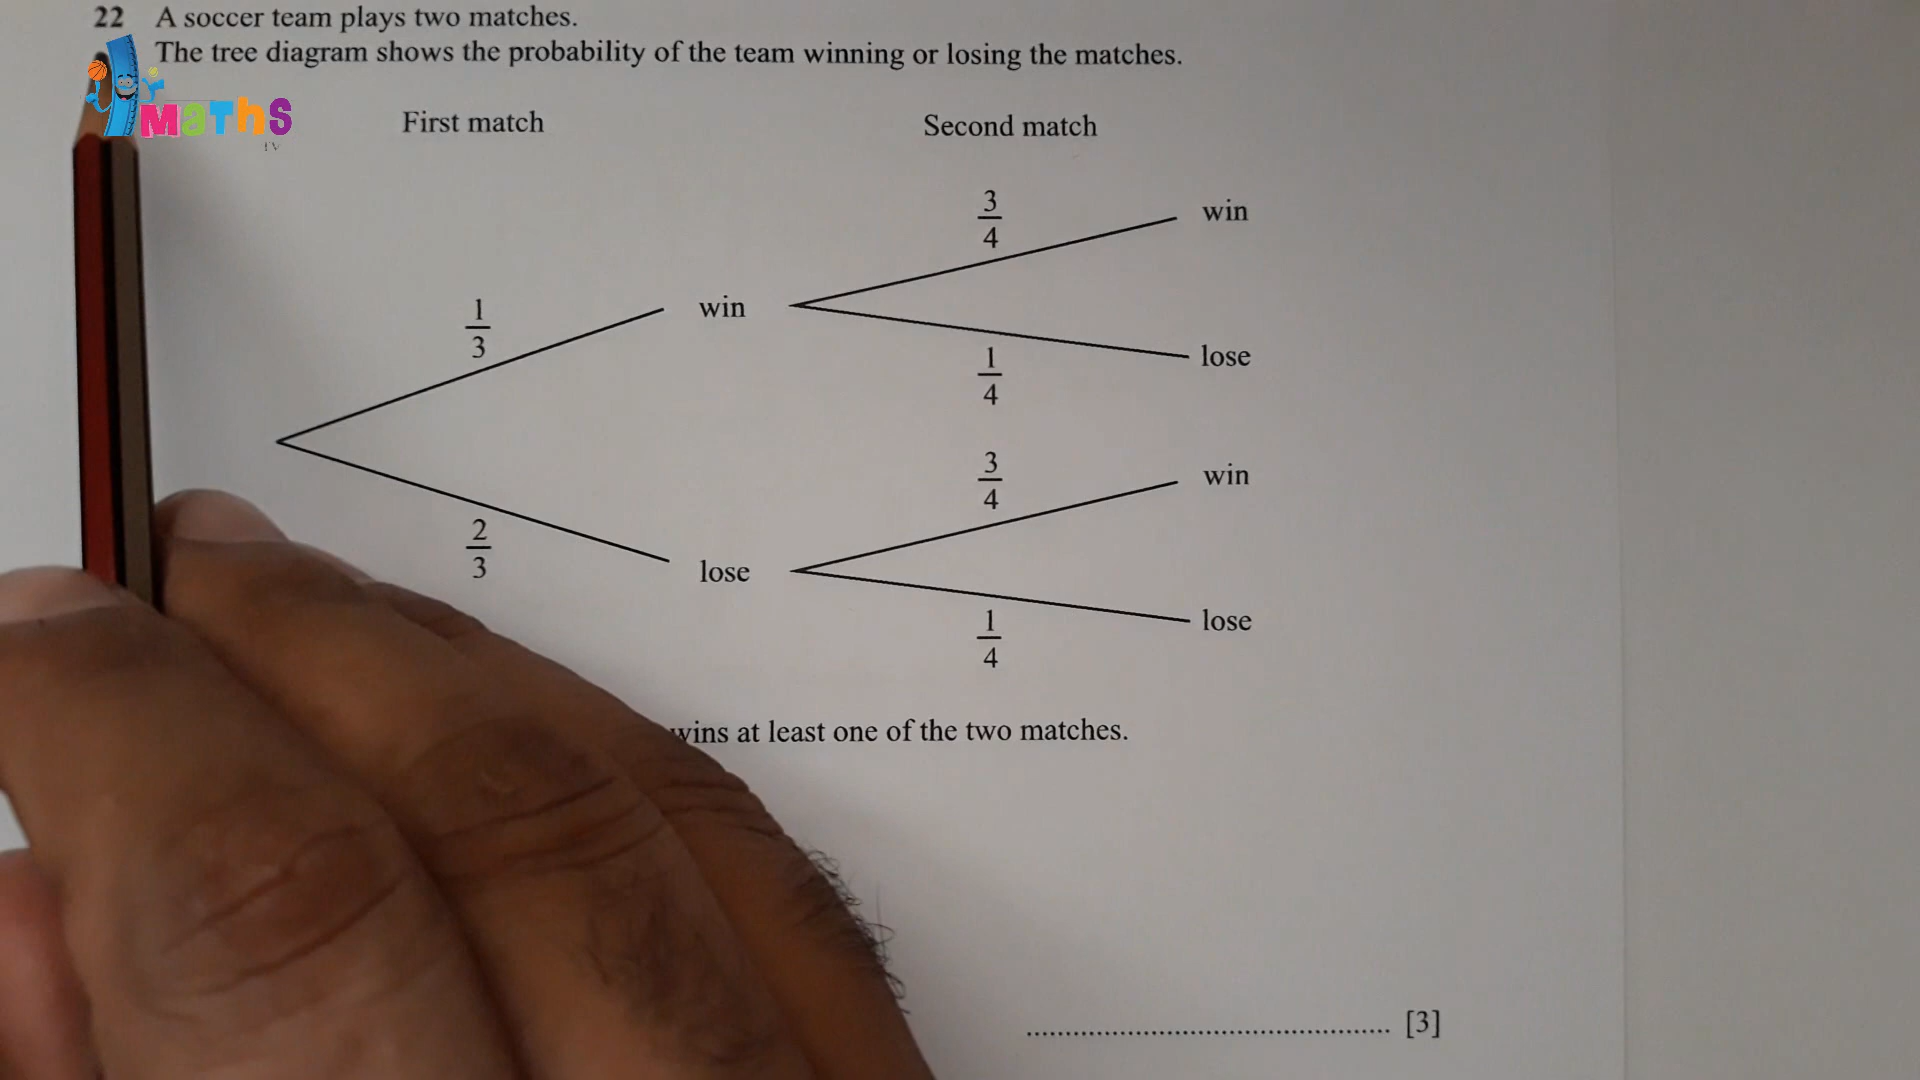 22 A soccer team plays two matches.
The tree diagram shows the probability of the team winning or losing the matches.
MaThS
First match
Second match
3/4
win
1/3
win
lose
1/4
3/4
win
2/3
lose
lose
1/4
wins at least one of the two matches.
........................................ [3]